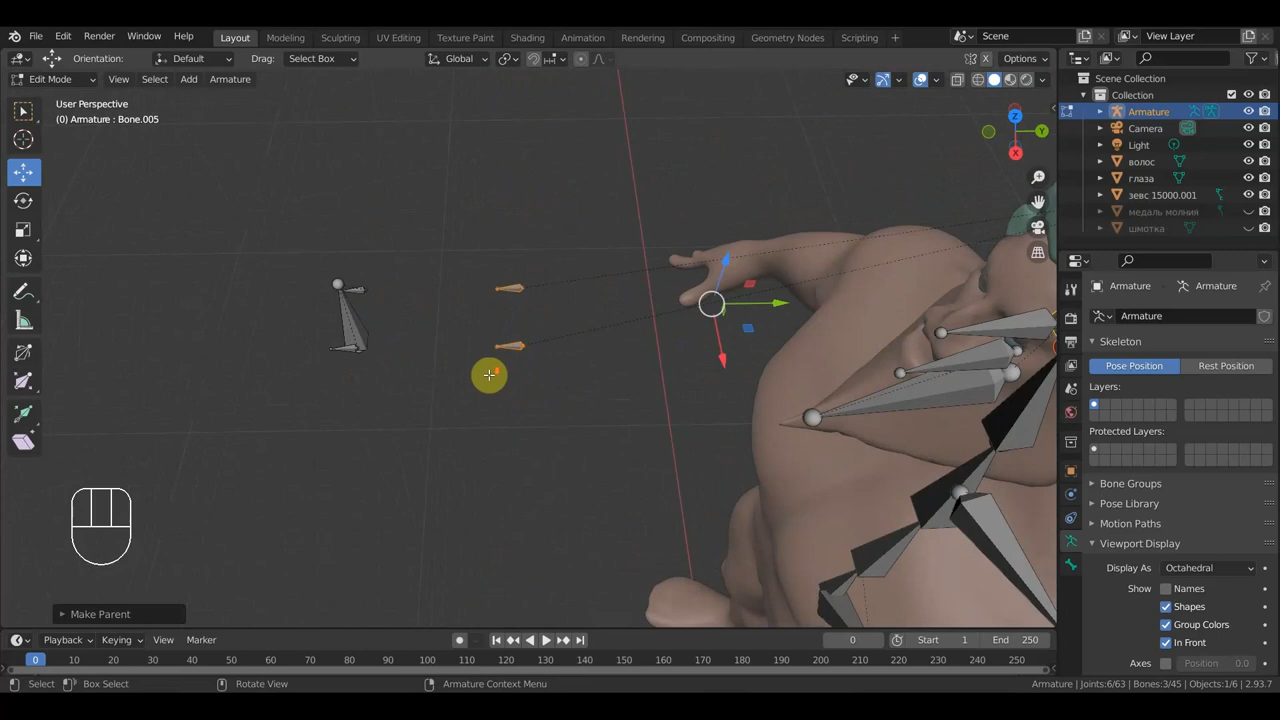 File Edit Render Window Help Layout Modeling Sculpting UV Editing Texture Paint Shading Animation Rendering Compositing Geometry Nodes Scripting + Scene View Layer
Orientation: Default Drag: Select Box Global Options
Edit Mode View Select Add Armature
User Perspective
(0) Armature : Bone.005
Z
Y
X
Scene Collection
Collection
Armature
Camera
Light
волос
глаза
зевс 15000.001
медаль молния
шмотка
Armature Armature
Armature
Skeleton
Pose Position Rest Position
Layers:
Protected Layers:
Bone Groups
Pose Library
Motion Paths
Viewport Display
Display As Octahedral
Show Names
Shapes
Group Colors
In Front
Axes Position 0.0
Make Parent
Playback Keying View Marker 0 Start 1 End 250
0 10 20 30 40 50 60 70 80 90 100 110 120 130 140 150 160 170 180 190 200 210 220 230 240 250
Select Box Select Rotate View Armature Context Menu Armature | Joints:6/63 | Bones:3/45 | Objects:1/6 | 2.93.7